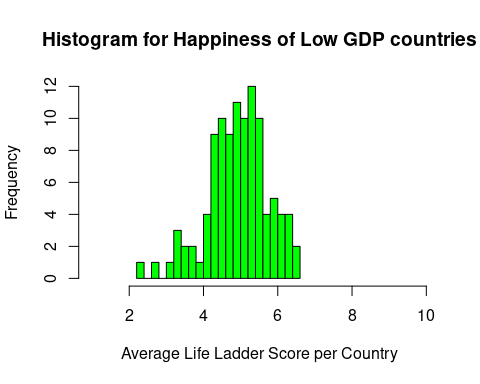 Histogram for Happiness of Low GDP countries
Frequency
12
10
8
6
4
2
0
2 4 6 8 10
Average Life Ladder Score per Country